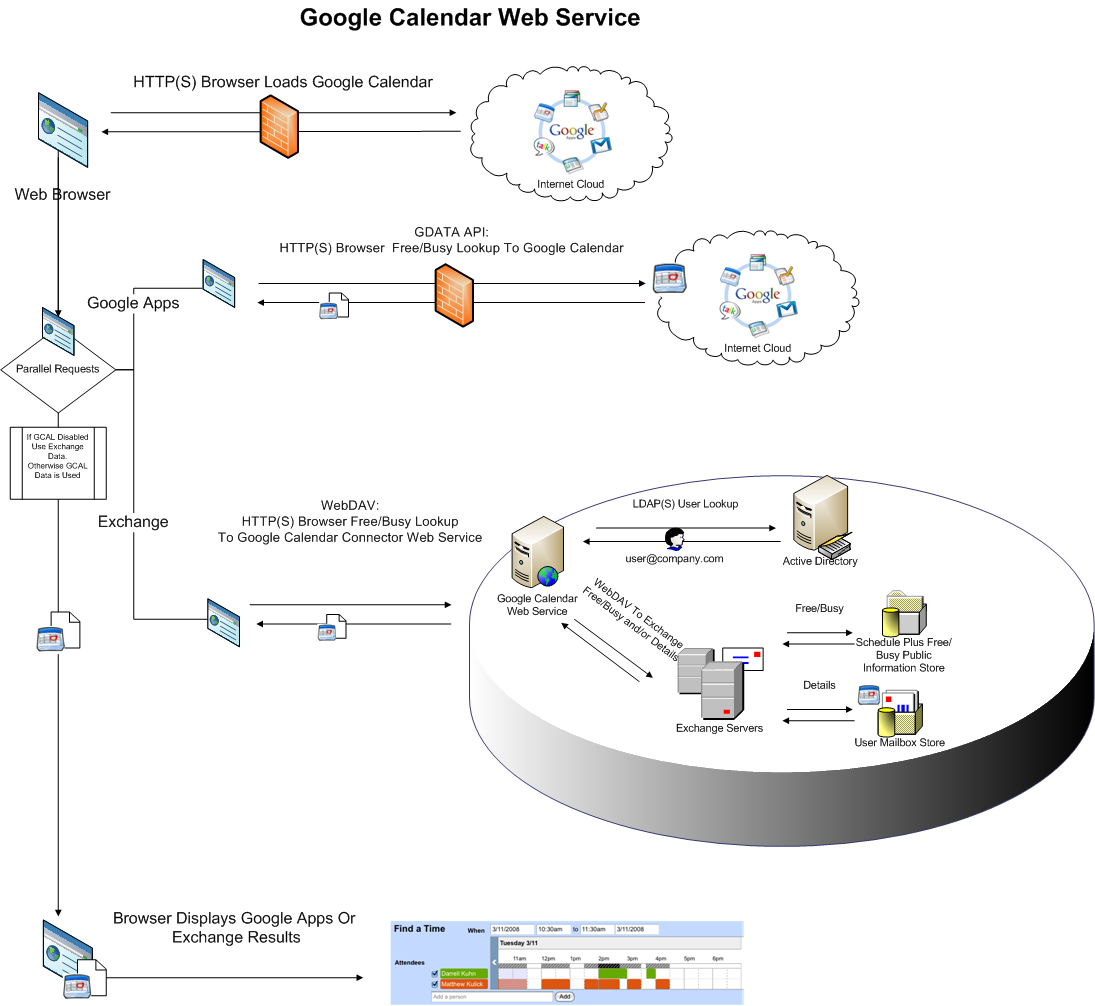 Google Calendar Web Service
HTTP(S) Browser Loads Google Calendar
Google
Apps
talk
Internet Cloud
Web Browser
GDATA API:
HTTP(S) Browser Free/Busy Lookup To Google Calendar
Google Apps
Google
Apps
talk
Internet Cloud
Parallel Requests
If GCAL Disabled
Use Exchange
Data.
Otherwise GCAL
Data is Used
Exchange
WebDAV:
HTTP(S) Browser Free/Busy Lookup
To Google Calendar Connector Web Service
LDAP(S) User Lookup
user@company.com
Active Directory
Google Calendar
Web Service
WebDAV To Exchange
Free/Busy and/or Details
Free/Busy
Schedule Plus Free/
Busy Public
Information Store
Details
Exchange Servers
User Mailbox Store
Browser Displays Google Apps Or
Exchange Results
Find a Time When 3/11/2008 10:30am to 11:30am 3/11/2008
Tuesday 3/11
11am 12pm 1pm 2pm 3pm 4pm 5pm 6pm
Attendees
Darrell Kuhn
Matthew Kulick
Add a person Add